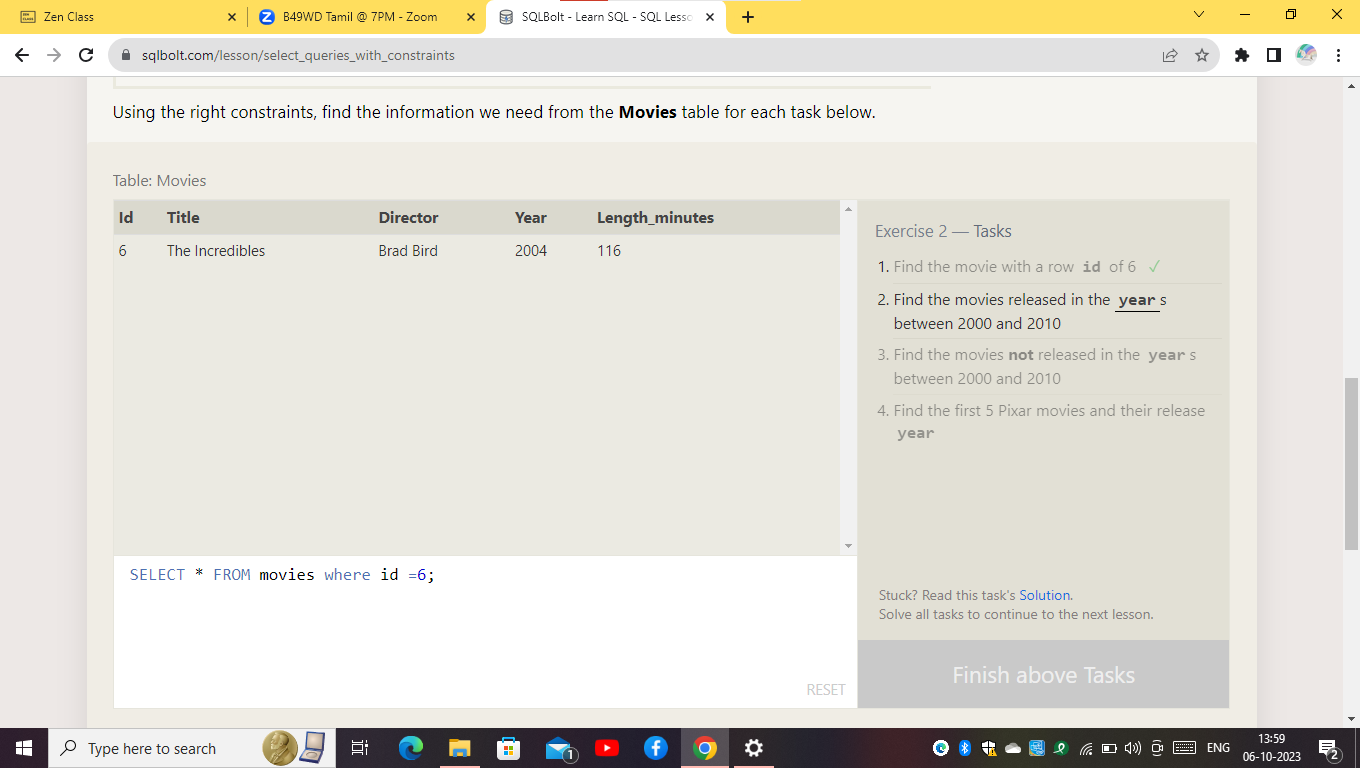 Zen Class
B49WD Tamil @ 7PM - Zoom
SQLBolt - Learn SQL - SQL Lesso
sqlbolt.com/lesson/select_queries_with_constraints
Using the right constraints, find the information we need from the Movies table for each task below.
Table: Movies
Id Title Director Year Length_minutes
6 The Incredibles Brad Bird 2004 116
Exercise 2 — Tasks
1. Find the movie with a row id of 6 ✓
2. Find the movies released in the year s
between 2000 and 2010
3. Find the movies not released in the year s
between 2000 and 2010
4. Find the first 5 Pixar movies and their release
year
SELECT * FROM movies where id =6;
RESET
Stuck? Read this task's Solution.
Solve all tasks to continue to the next lesson.
Finish above Tasks
Type here to search
1
ENG
13:59
06-10-2023
2